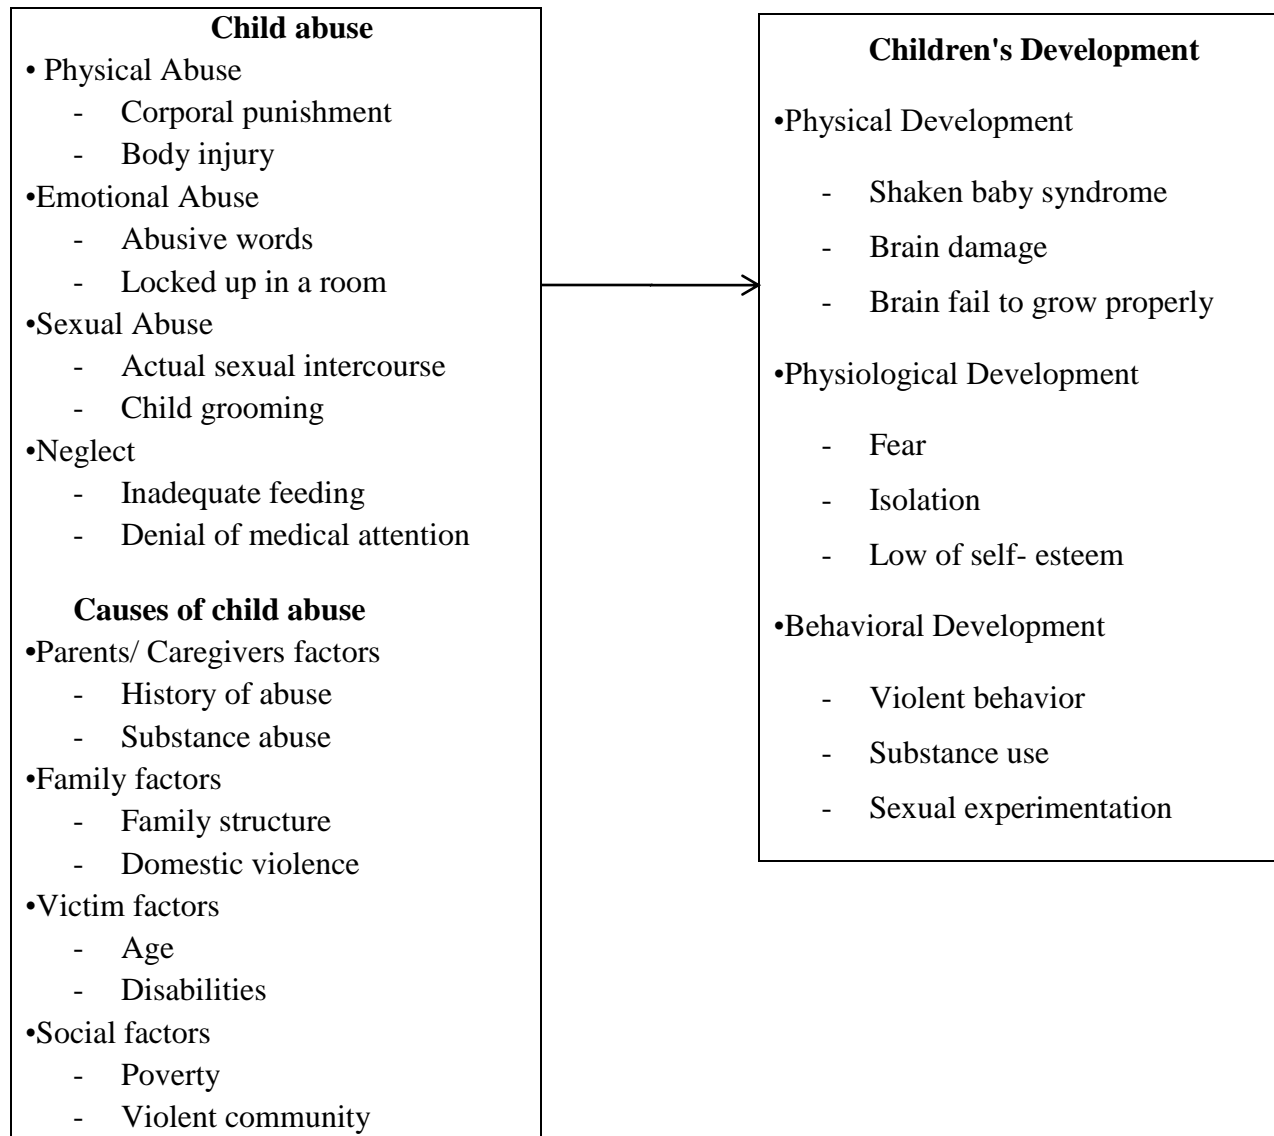 Child abuse
• Physical Abuse
- Corporal punishment
- Body injury
•Emotional Abuse
- Abusive words
- Locked up in a room
•Sexual Abuse
- Actual sexual intercourse
- Child grooming
•Neglect
- Inadequate feeding
- Denial of medical attention
Causes of child abuse
•Parents/ Caregivers factors
- History of abuse
- Substance abuse
•Family factors
- Family structure
- Domestic violence
•Victim factors
- Age
- Disabilities
•Social factors
- Poverty
- Violent community
Children's Development
•Physical Development
- Shaken baby syndrome
- Brain damage
- Brain fail to grow properly
•Physiological Development
- Fear
- Isolation
- Low of self- esteem
•Behavioral Development
- Violent behavior
- Substance use
- Sexual experimentation